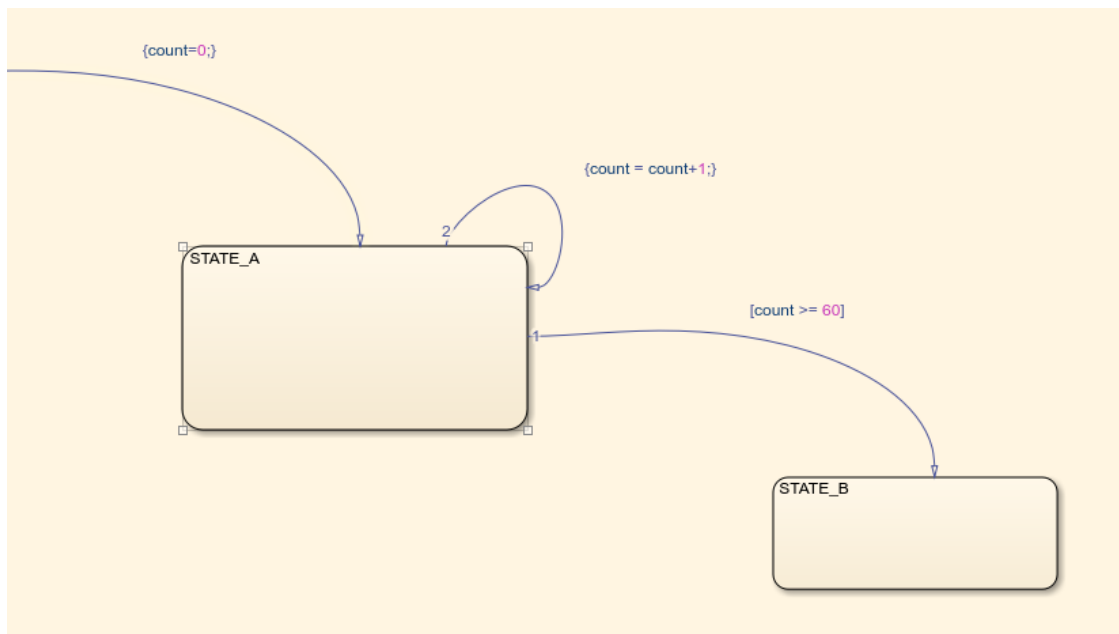 {count=0;}
{count = count+1;}
2
STATE_A
[count >= 60]
1
STATE_B